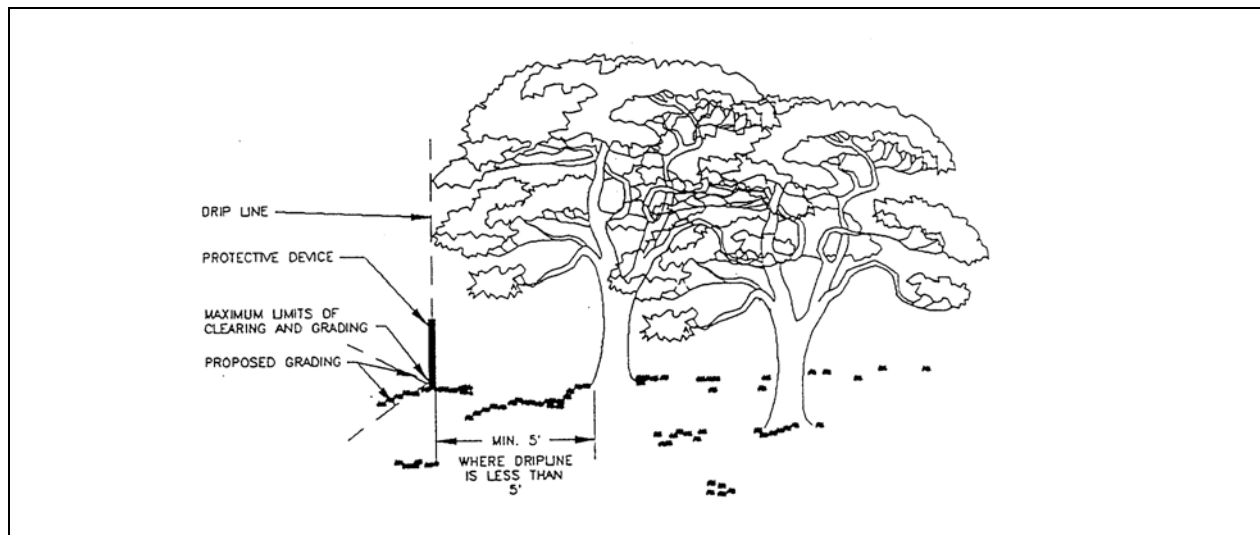 DRIP LINE
PROTECTIVE DEVICE
MAXIMUM LIMITS OF
CLEARING AND GRADING
PROPOSED GRADING
MIN. 5'
WHERE DRIPLINE
IS LESS THAN
5'